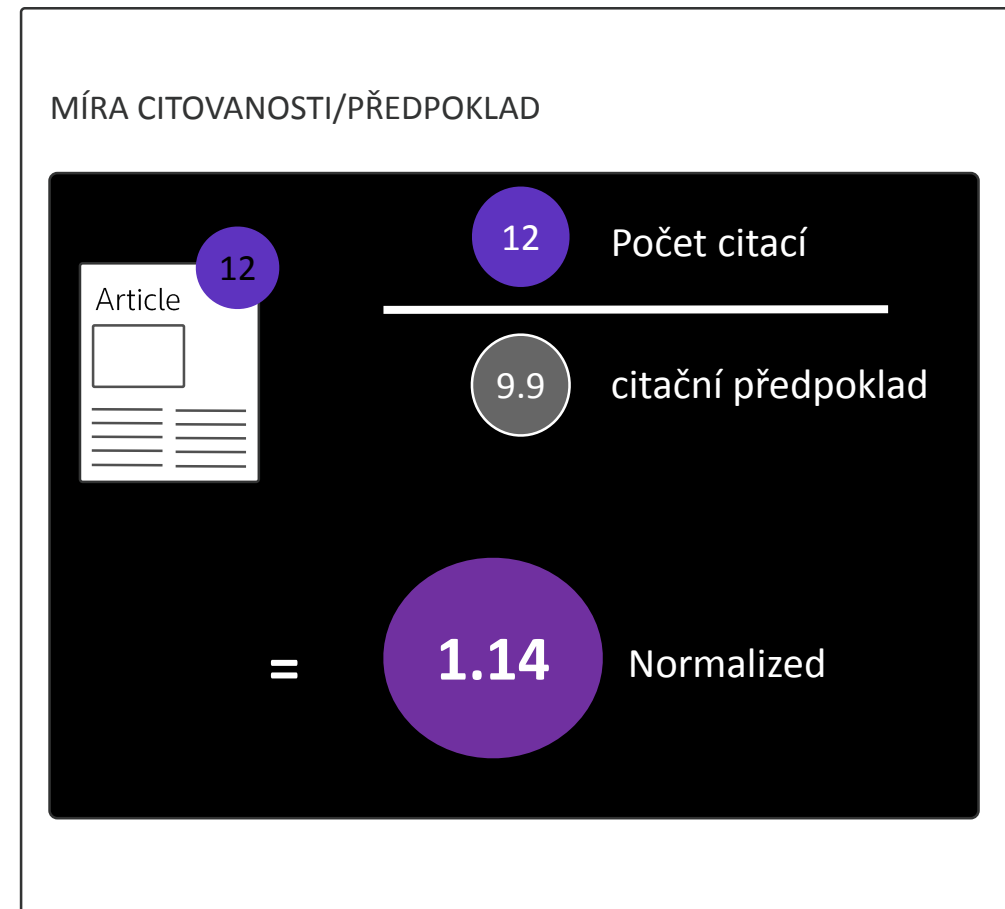 MÍRA CITOVANOSTI/PŘEDPOKLAD
12
Article
12 Počet citací
9.9 citační předpoklad
= 1.14 Normalized